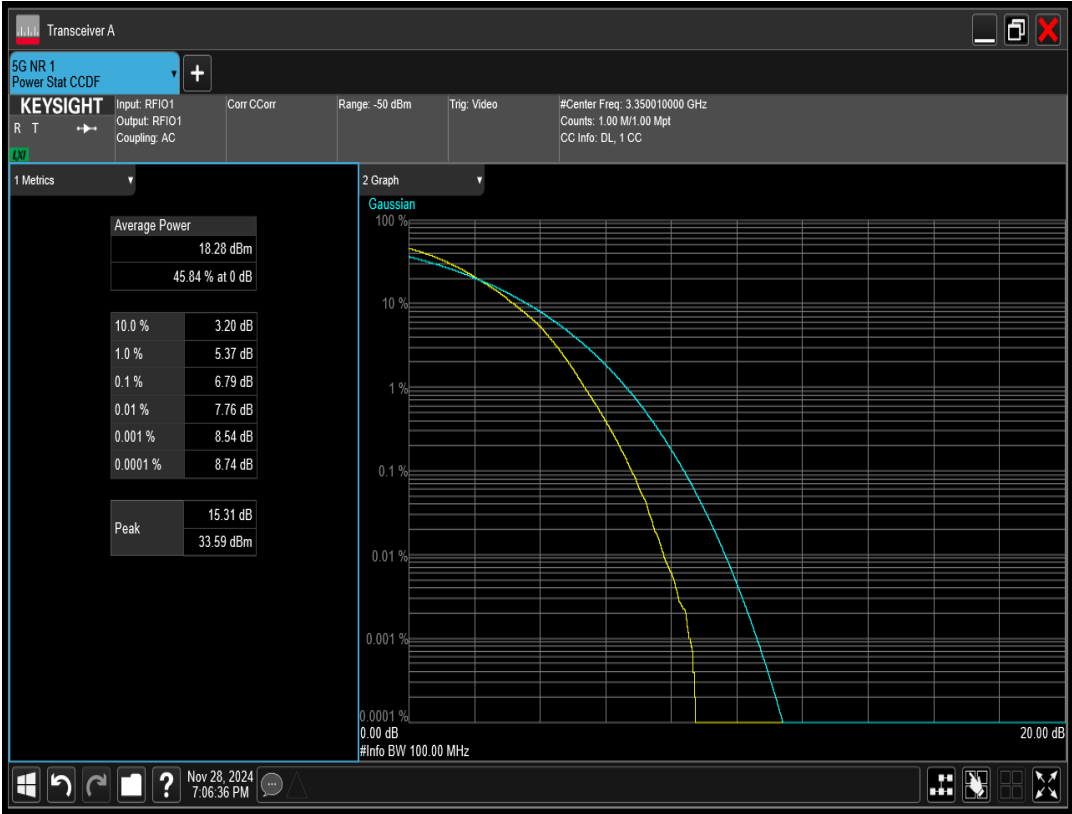 Transceiver A
5G NR 1
Power Stat CCDF
+
KEYSIGHT
R T
LXI
Input: RFIO1
Output: RFIO1
Coupling: AC
Corr CCorr
Range: -50 dBm
Trig: Video
#Center Freq: 3.350010000 GHz
Counts: 1.00 M/1.00 Mpt
CC Info: DL, 1 CC
1 Metrics
Average Power
18.28 dBm
45.84 % at 0 dB
10.0 % 3.20 dB
1.0 % 5.37 dB
0.1 % 6.79 dB
0.01 % 7.76 dB
0.001 % 8.54 dB
0.0001 % 8.74 dB
Peak
15.31 dB
33.59 dBm
2 Graph
Gaussian
100 %
10 %
1 %
0.1 %
0.01 %
0.001 %
0.0001 %
0.00 dB 20.00 dB
#Info BW 100.00 MHz
?
Nov 28, 2024
7:06:36 PM